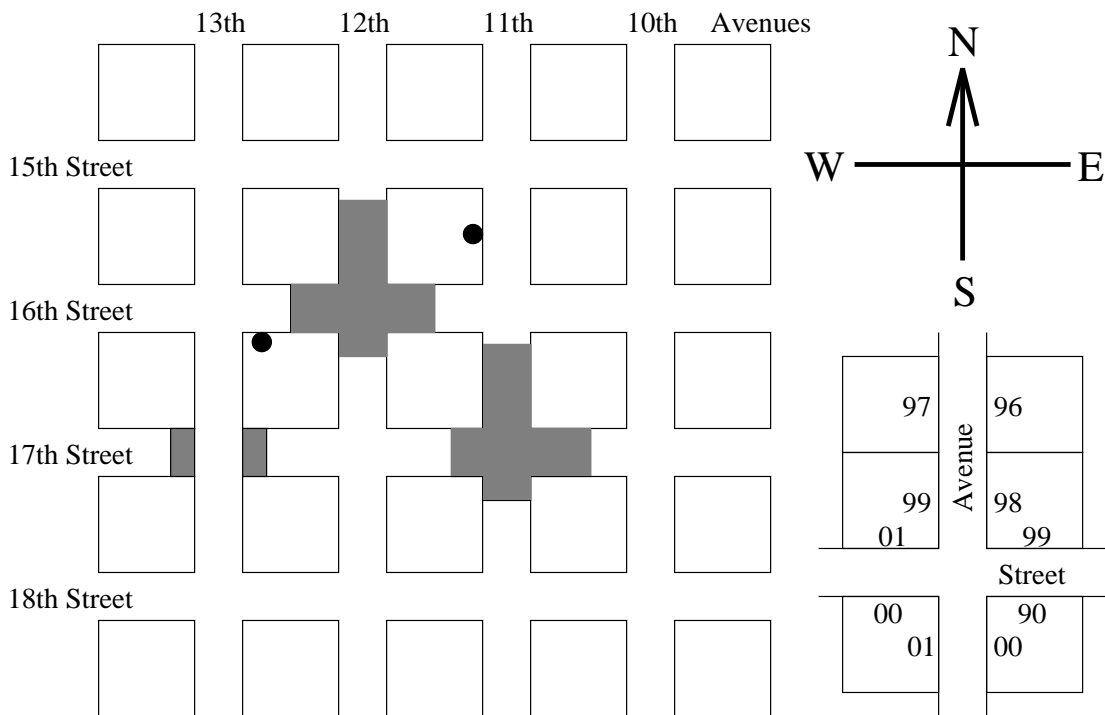 13th 12th 11th 10th Avenues
N
15th Street
W E
16th Street
S
97 96
17th Street
Avenue
99 98
01 99
Street
18th Street
00 90
01 00